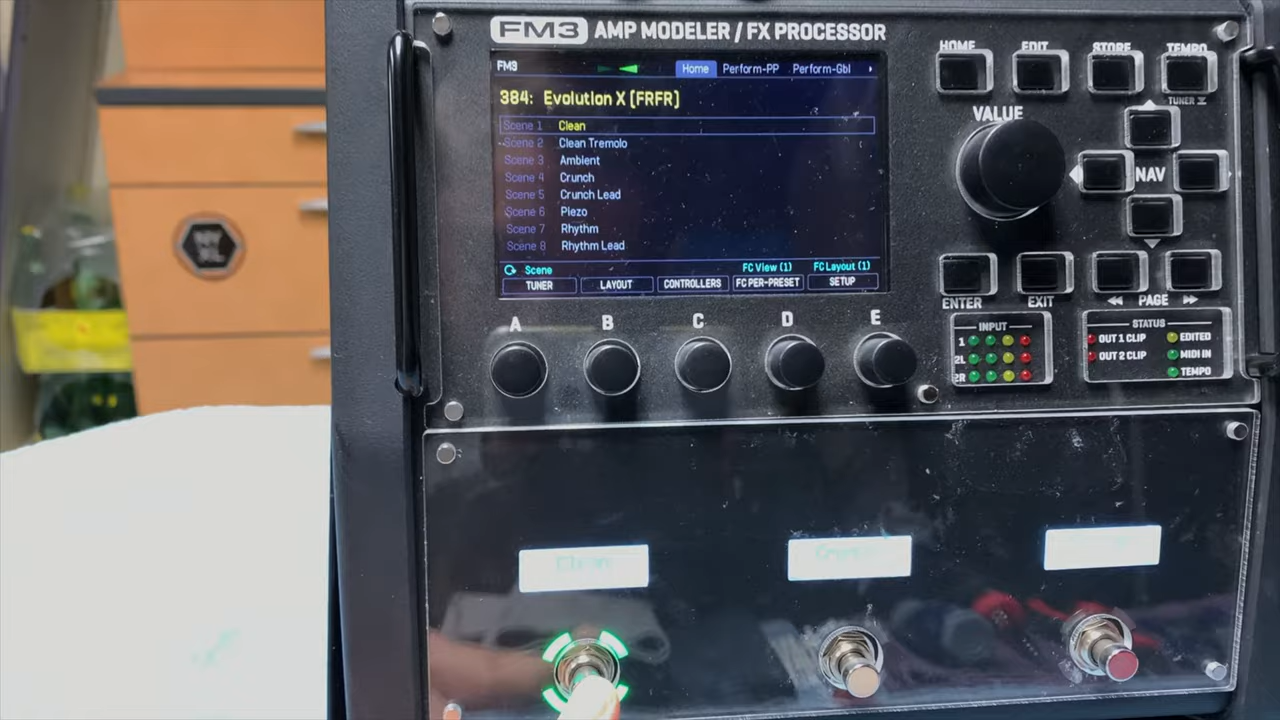 FM3 AMP MODELER / FX PROCESSOR
FM3 Home Perform-PP Perform-Gbl
384: Evolution X (FRFR)
Scene 1 Clean
Scene 2 Clean Tremolo
Scene 3 Ambient
Scene 4 Crunch
Scene 5 Crunch Lead
Scene 6 Piezo
Scene 7 Rhythm
Scene 8 Rhythm Lead
Scene FC View (1) FC Layout (1)
TUNER LAYOUT CONTROLLERS FC PER-PRESET SETUP
A B C D E
HOME EDIT STORE TEMPO
TUNER
VALUE
NAV
ENTER EXIT PAGE
INPUT
1
2L
2R
STATUS
OUT 1 CLIP EDITED
OUT 2 CLIP MIDI IN
TEMPO
NY
XL
Clean